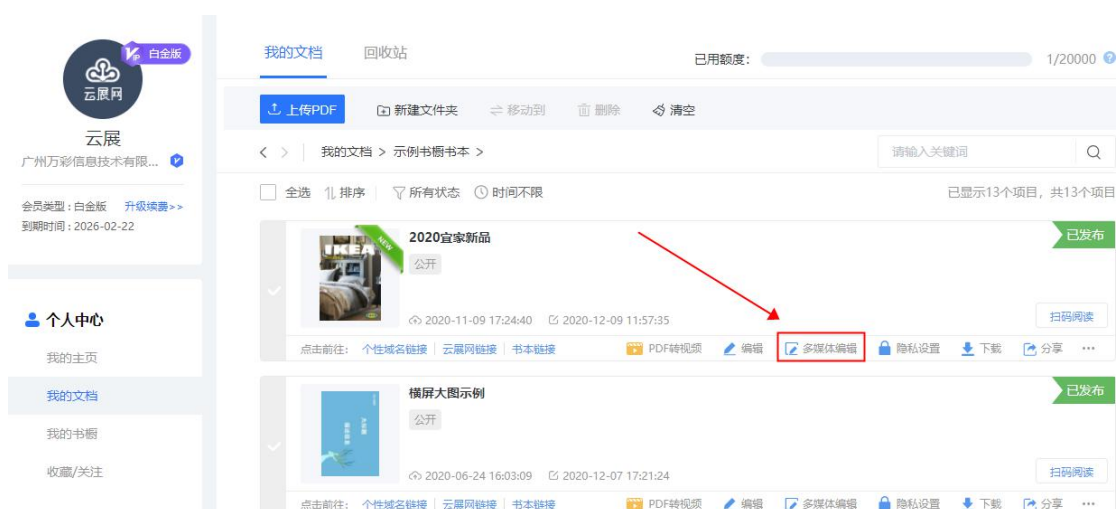 白金版
云展网
云展
广州万彩信息技术有限...
会员类型：白金版 升级续费>>
到期时间：2026-02-22
个人中心
我的主页
我的文档
我的书橱
收藏/关注
我的文档 回收站 已用额度： 1/20000
上传PDF 新建文件夹 移动到 删除 清空
< > 我的文档 > 示例书橱书本 > 请输入关键词
全选 排序 所有状态 时间不限 已显示13个项目，共13个项目
IKEA
NEW
2020宜家新品
已发布
公开
2020-11-09 17:24:40 2020-12-09 11:57:35
扫码阅读
点击前往： 个性域名链接 云展网链接 书本链接 PDF转视频 编辑 多媒体编辑 隐私设置 下载 分享 ...
横屏大图示例
已发布
公开
2020-06-24 16:03:09 2020-12-07 17:21:24
扫码阅读
点击前往： 个性域名链接 云展网链接 书本链接 PDF转视频 编辑 多媒体编辑 隐私设置 下载 分享 ...